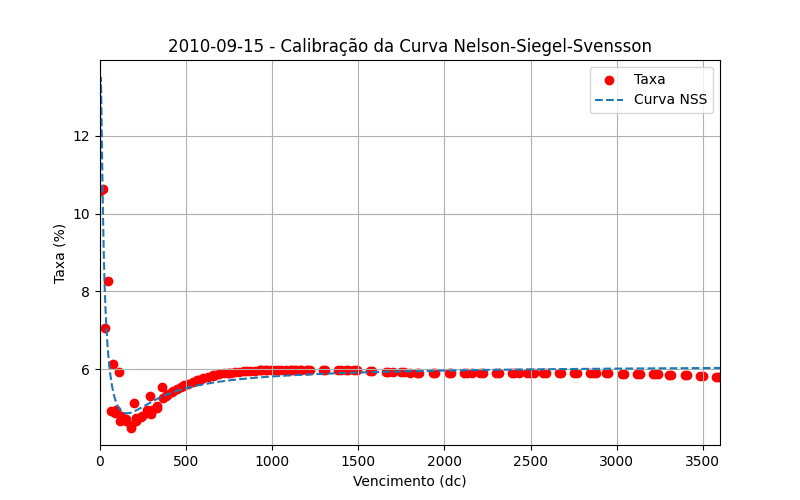 2010-09-15 - Calibração da Curva Nelson-Siegel-Svensson
Taxa
Curva NSS
Taxa (%)
12
10
8
6
0
500
1000
1500
2000
2500
3000
3500
Vencimento (dc)